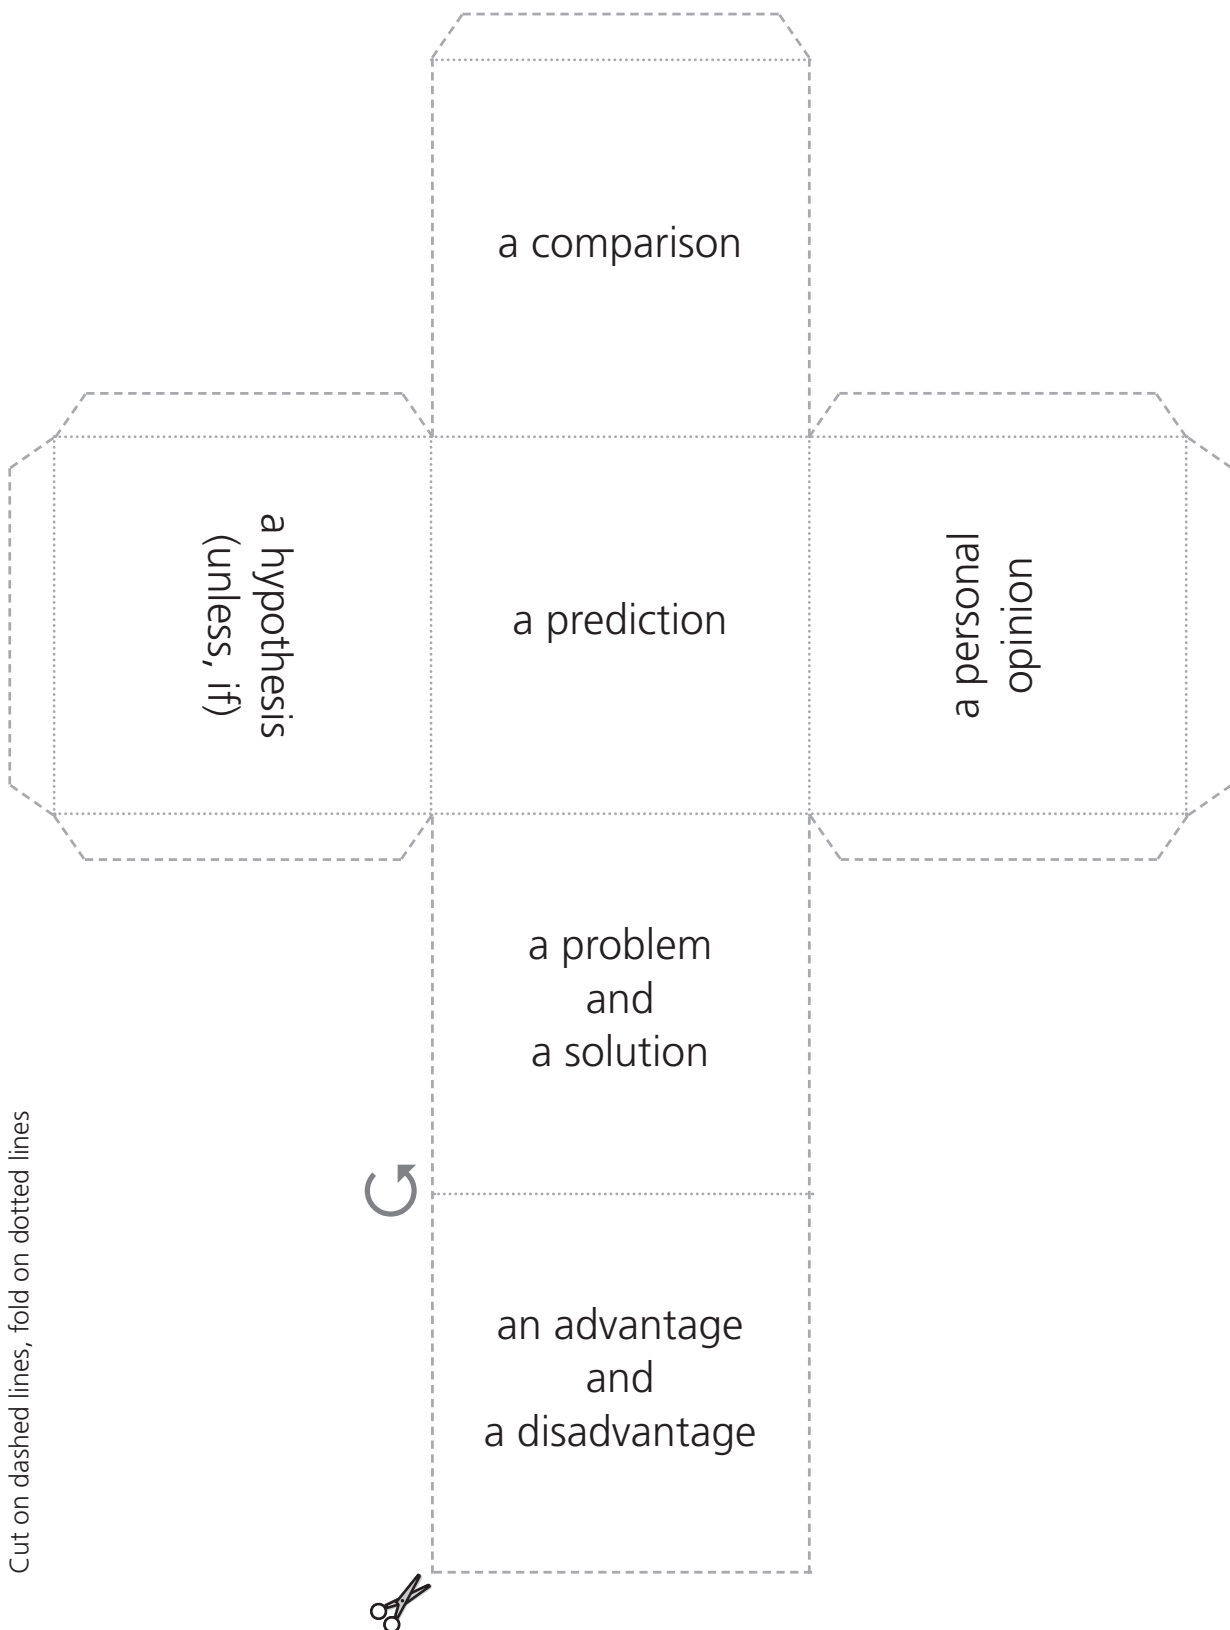 a comparison
a hypothesis
(unless, if)
a prediction
a personal
opinion
a problem
and
a solution
an advantage
and
a disadvantage
Cut on dashed lines, fold on dotted lines